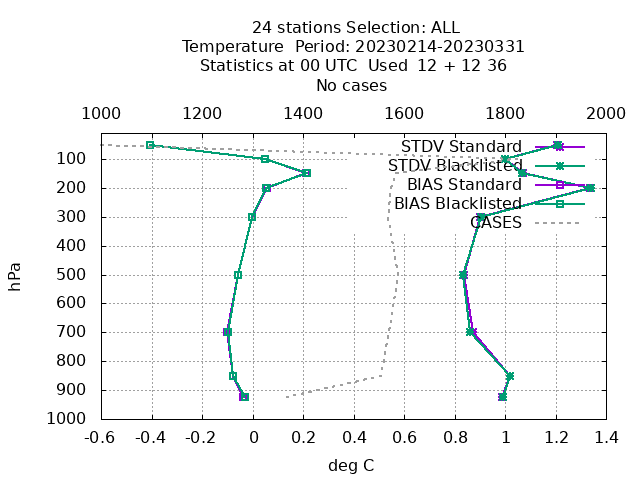 24 stations Selection: ALL
Temperature  Period: 20230214-20230331
Statistics at 00 UTC  Used  12 + 12 36
No cases
1000 1200 1400 1600 1800 2000
STDV Standard
STDV Blacklisted
BIAS Standard
BIAS Blacklisted
CASES
100
200
300
400
500
600
700
800
900
1000
hPa
-0.6 -0.4 -0.2 0 0.2 0.4 0.6 0.8 1 1.2 1.4
deg C